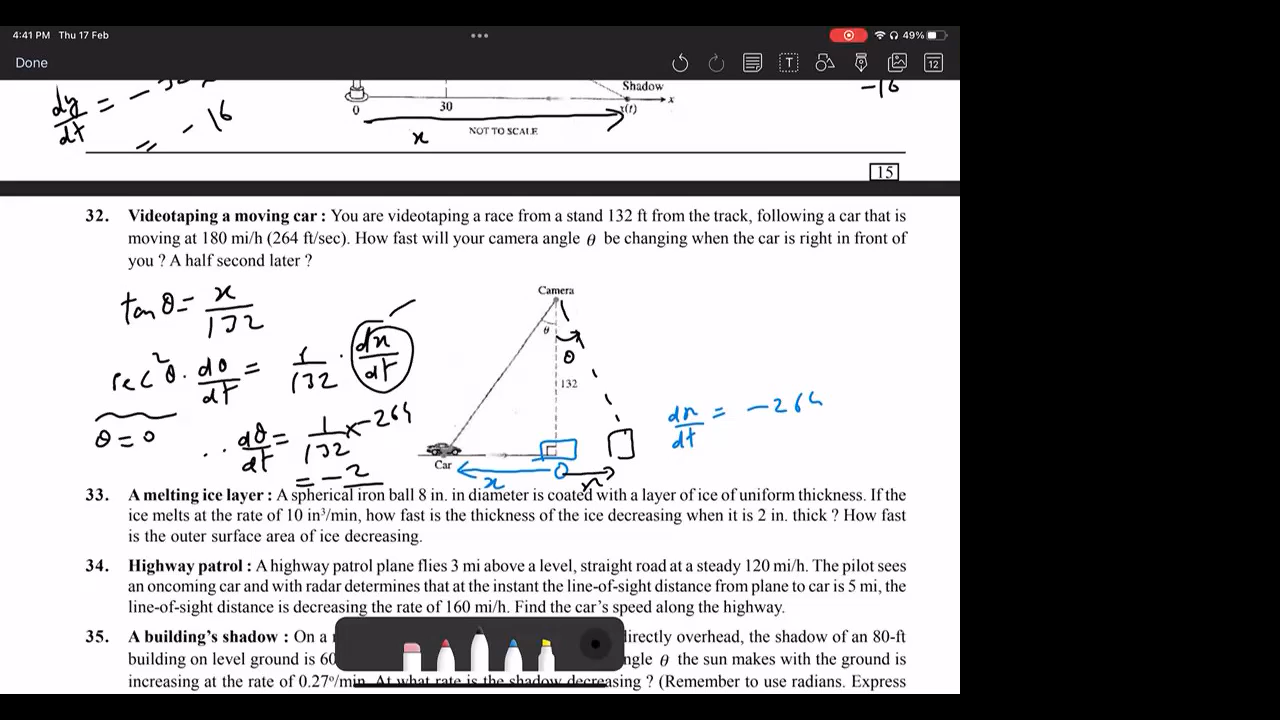 4:41 PM Thu 17 Feb
49%
Done
T
12
dy/dt = -
= -16
Shadow
0
30
x(t)
x
x
NOT TO SCALE
-16
15
32. Videotaping a moving car : You are videotaping a race from a stand 132 ft from the track, following a car that is
moving at 180 mi/h (264 ft/sec). How fast will your camera angle θ be changing when the car is right in front of
you ? A half second later ?
tan θ = x/132
sec² θ · dθ/dt = 1/132 · dx/dt
θ = 0
∴ dθ/dt = 1/132 × -264
= -2
Camera
θ
θ
132
Car
x
0
x
dx/dt = -264
33. A melting ice layer : A spherical iron ball 8 in. in diameter is coated with a layer of ice of uniform thickness. If the
ice melts at the rate of 10 in³/min, how fast is the thickness of the ice decreasing when it is 2 in. thick ? How fast
is the outer surface area of ice decreasing.
34. Highway patrol : A highway patrol plane flies 3 mi above a level, straight road at a steady 120 mi/h. The pilot sees
an oncoming car and with radar determines that at the instant the line-of-sight distance from plane to car is 5 mi, the
line-of-sight distance is decreasing the rate of 160 mi/h. Find the car's speed along the highway.
35. A building's shadow : On a directly overhead, the shadow of an 80-ft
building on level ground is 60 θ the sun makes with the ground is
increasing at the rate of 0.27°/min. At what rate is the shadow decreasing ? (Remember to use radians. Express